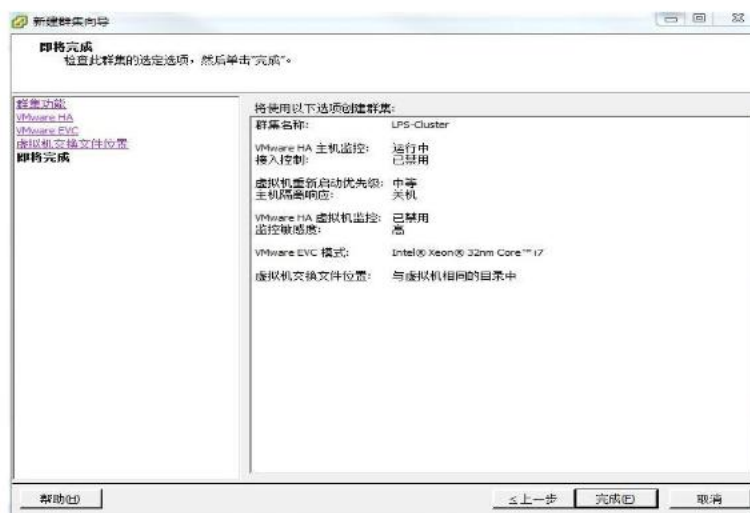 新建群集向导
即将完成
检查此群集的选定选项，然后单击“完成”。
群集功能
VMware HA
VMware EVC
虚拟机交换文件位置
即将完成
将使用以下选项创建群集:
群集名称: LPS-Cluster
VMware HA 主机监控: 运行中
接入控制: 已禁用
虚拟机重新启动优先级: 中等
主机隔离响应: 关机
VMware HA 虚拟机监控: 已禁用
监控敏感度: 高
VMware EVC 模式: Intel® Xeon® 32nm Core™ i7
虚拟机交换文件位置: 与虚拟机相同的目录中
帮助(H) ≤上一步 完成(F) 取消